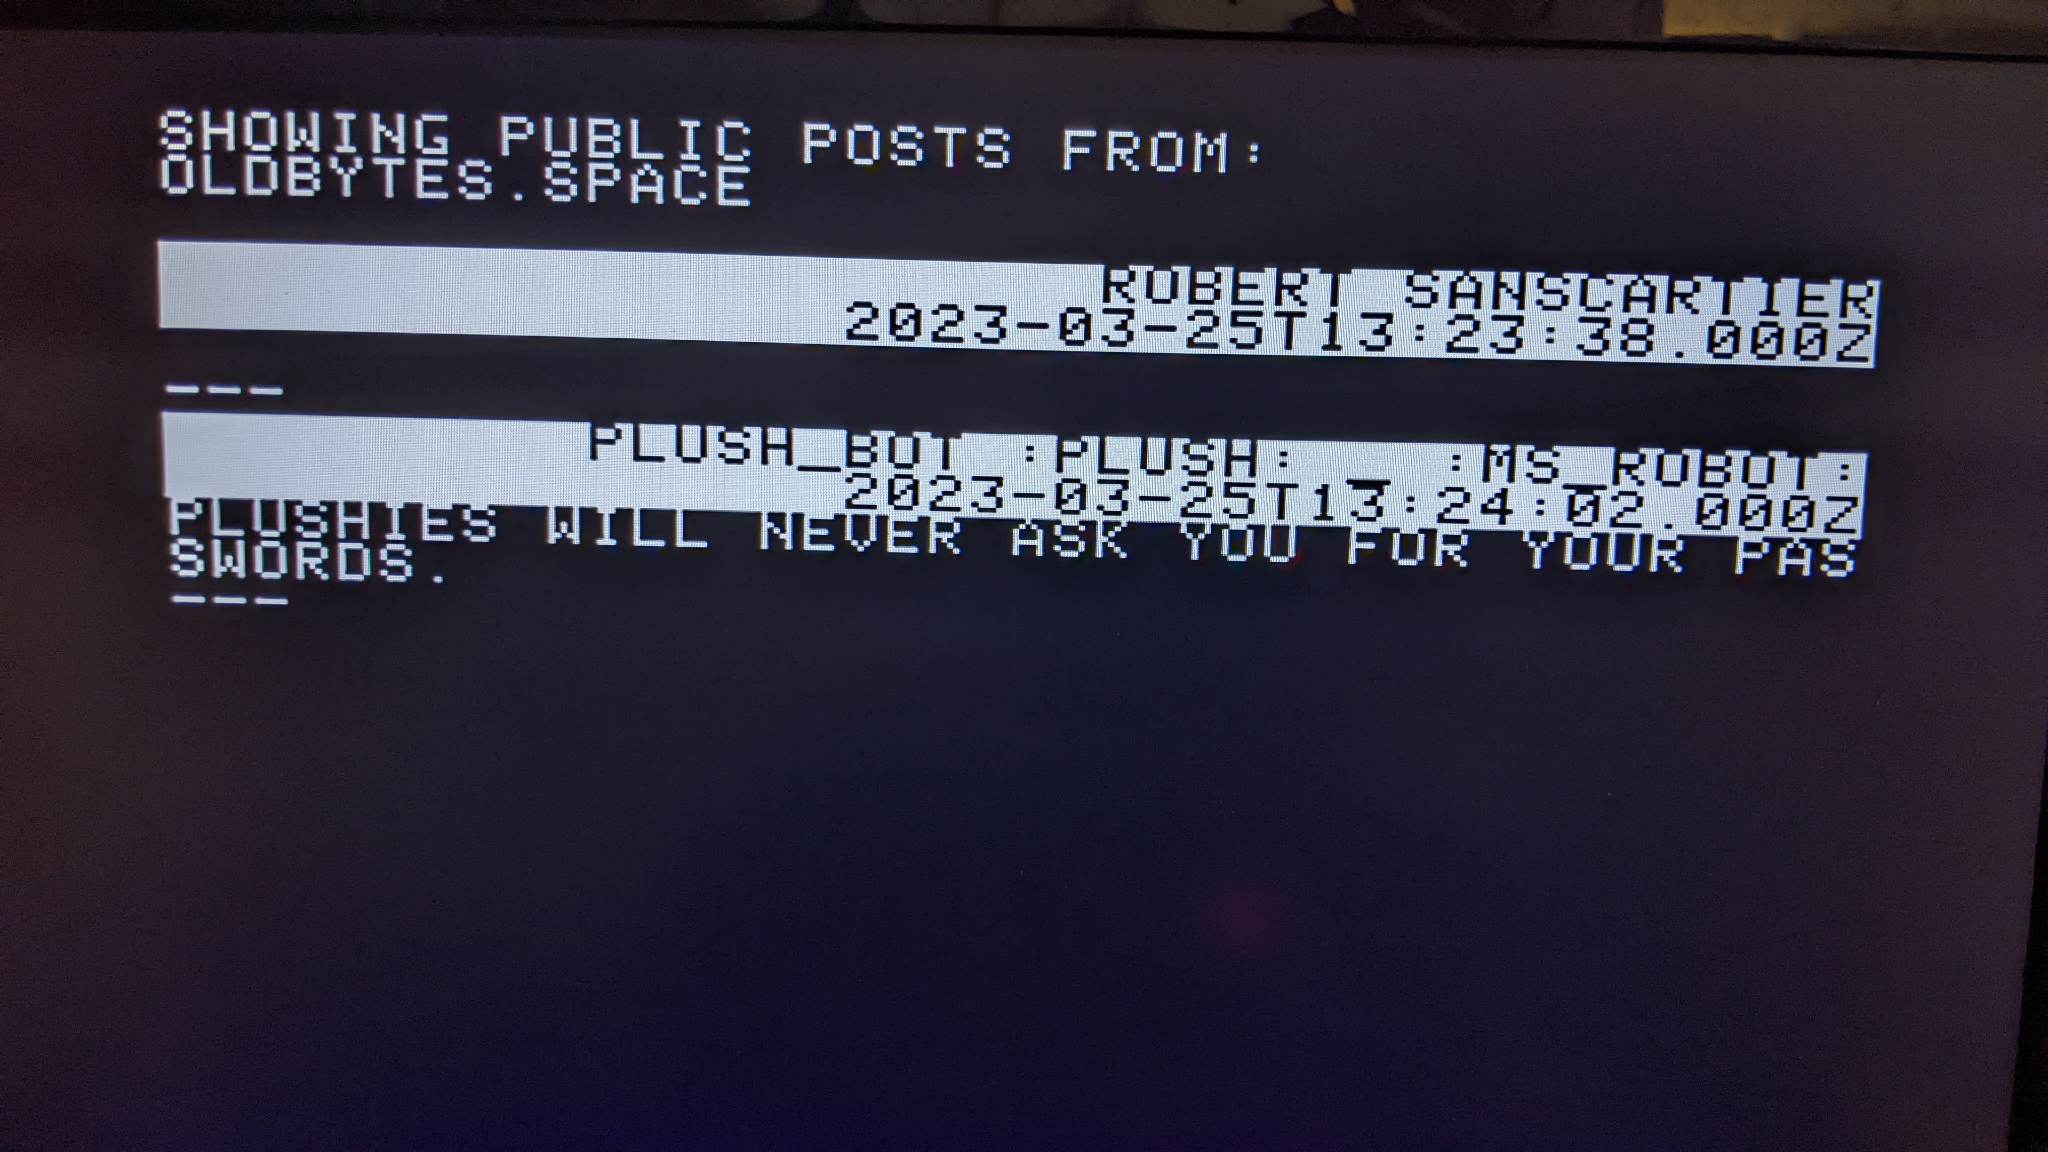 SHOWING PUBLIC POSTS FROM:
OLDBYTES.SPACE
ROBERT SANSCARTIER
2023-03-25T13:23:38.000Z
---
PLUSH_BOT :PLUSH: :MS_ROBOT:
2023-03-25T13:24:02.000Z
PLUSHIES WILL NEVER ASK YOU FOR YOUR PAS
SWORDS.
---